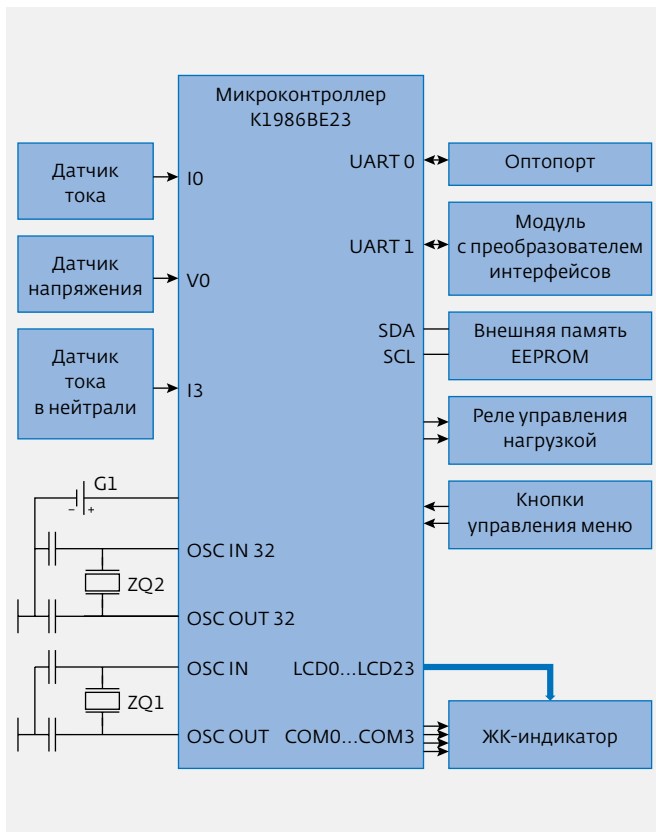 Микроконтроллер
К1986ВЕ23
Датчик
тока
I0
Датчик
напряжения
V0
Датчик
тока
в нейтрали
I3
UART 0
Оптопорт
UART 1
Модуль
с преобразователем
интерфейсов
SDA
SCL
Внешняя память
EEPROM
Реле управления
нагрузкой
Кнопки
управления меню
G1
- +
OSC IN 32
ZQ2
OSC OUT 32
OSC IN
ZQ1
OSC OUT
LCD0...LCD23
COM0...COM3
ЖК-индикатор